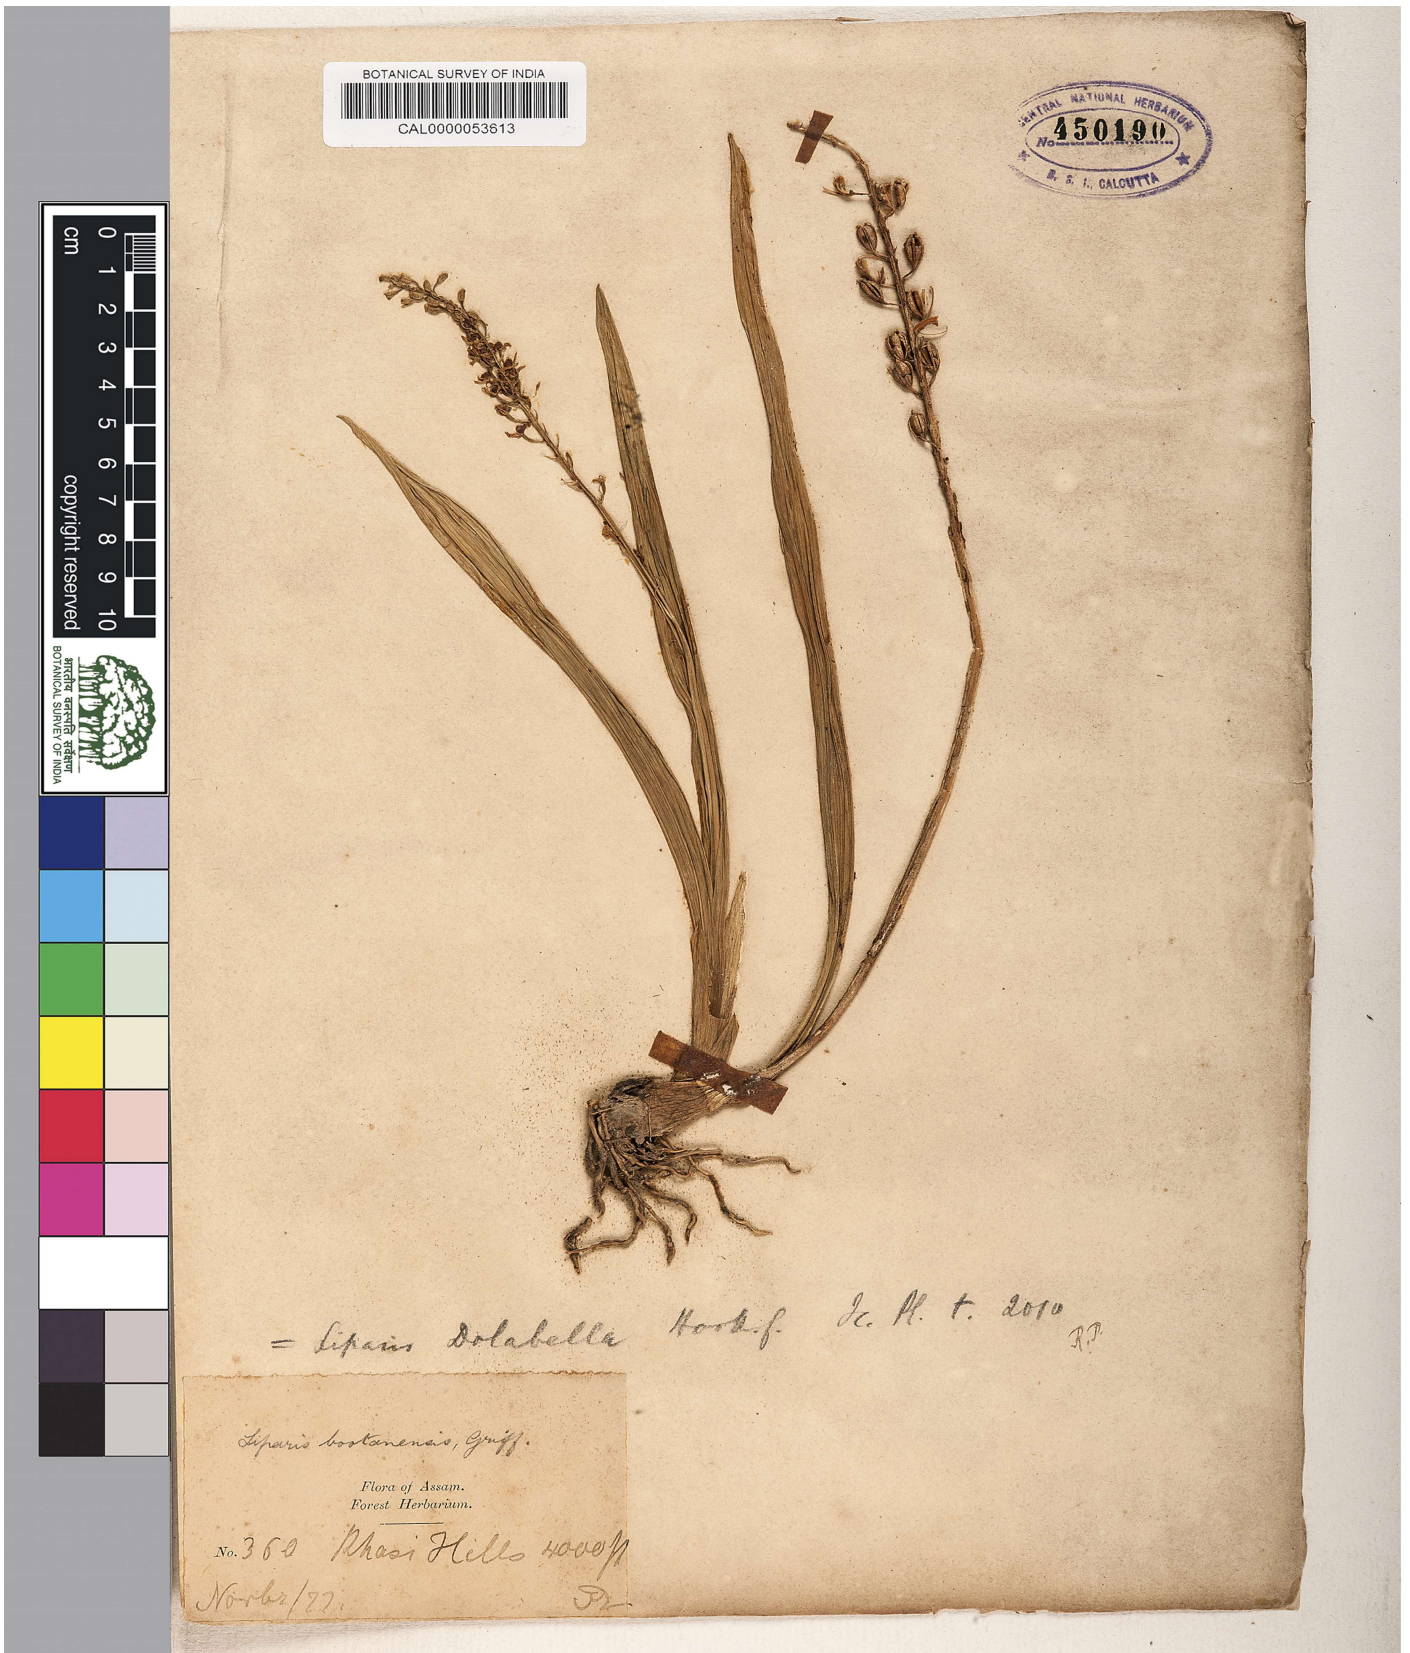 BOTANICAL SURVEY OF INDIA
CAL0000053613
CENTRAL NATIONAL HERBARIUM
No 450190
B. S. I., CALCUTTA
0 1 2 3 4 5 6 7 8 9 10
cm
copyright reserved
भारतीय वनस्पति सर्वेक्षण
BOTANICAL SURVEY OF INDIA
= Liparis Dolabella Hook.f. Ic. Pl. t. 2010
R.P.
Liparis bootanensis, Griff.
Flora of Assam.
Forest Herbarium.
No. 360 Khasi Hills 4000 ft
Novbr/77.